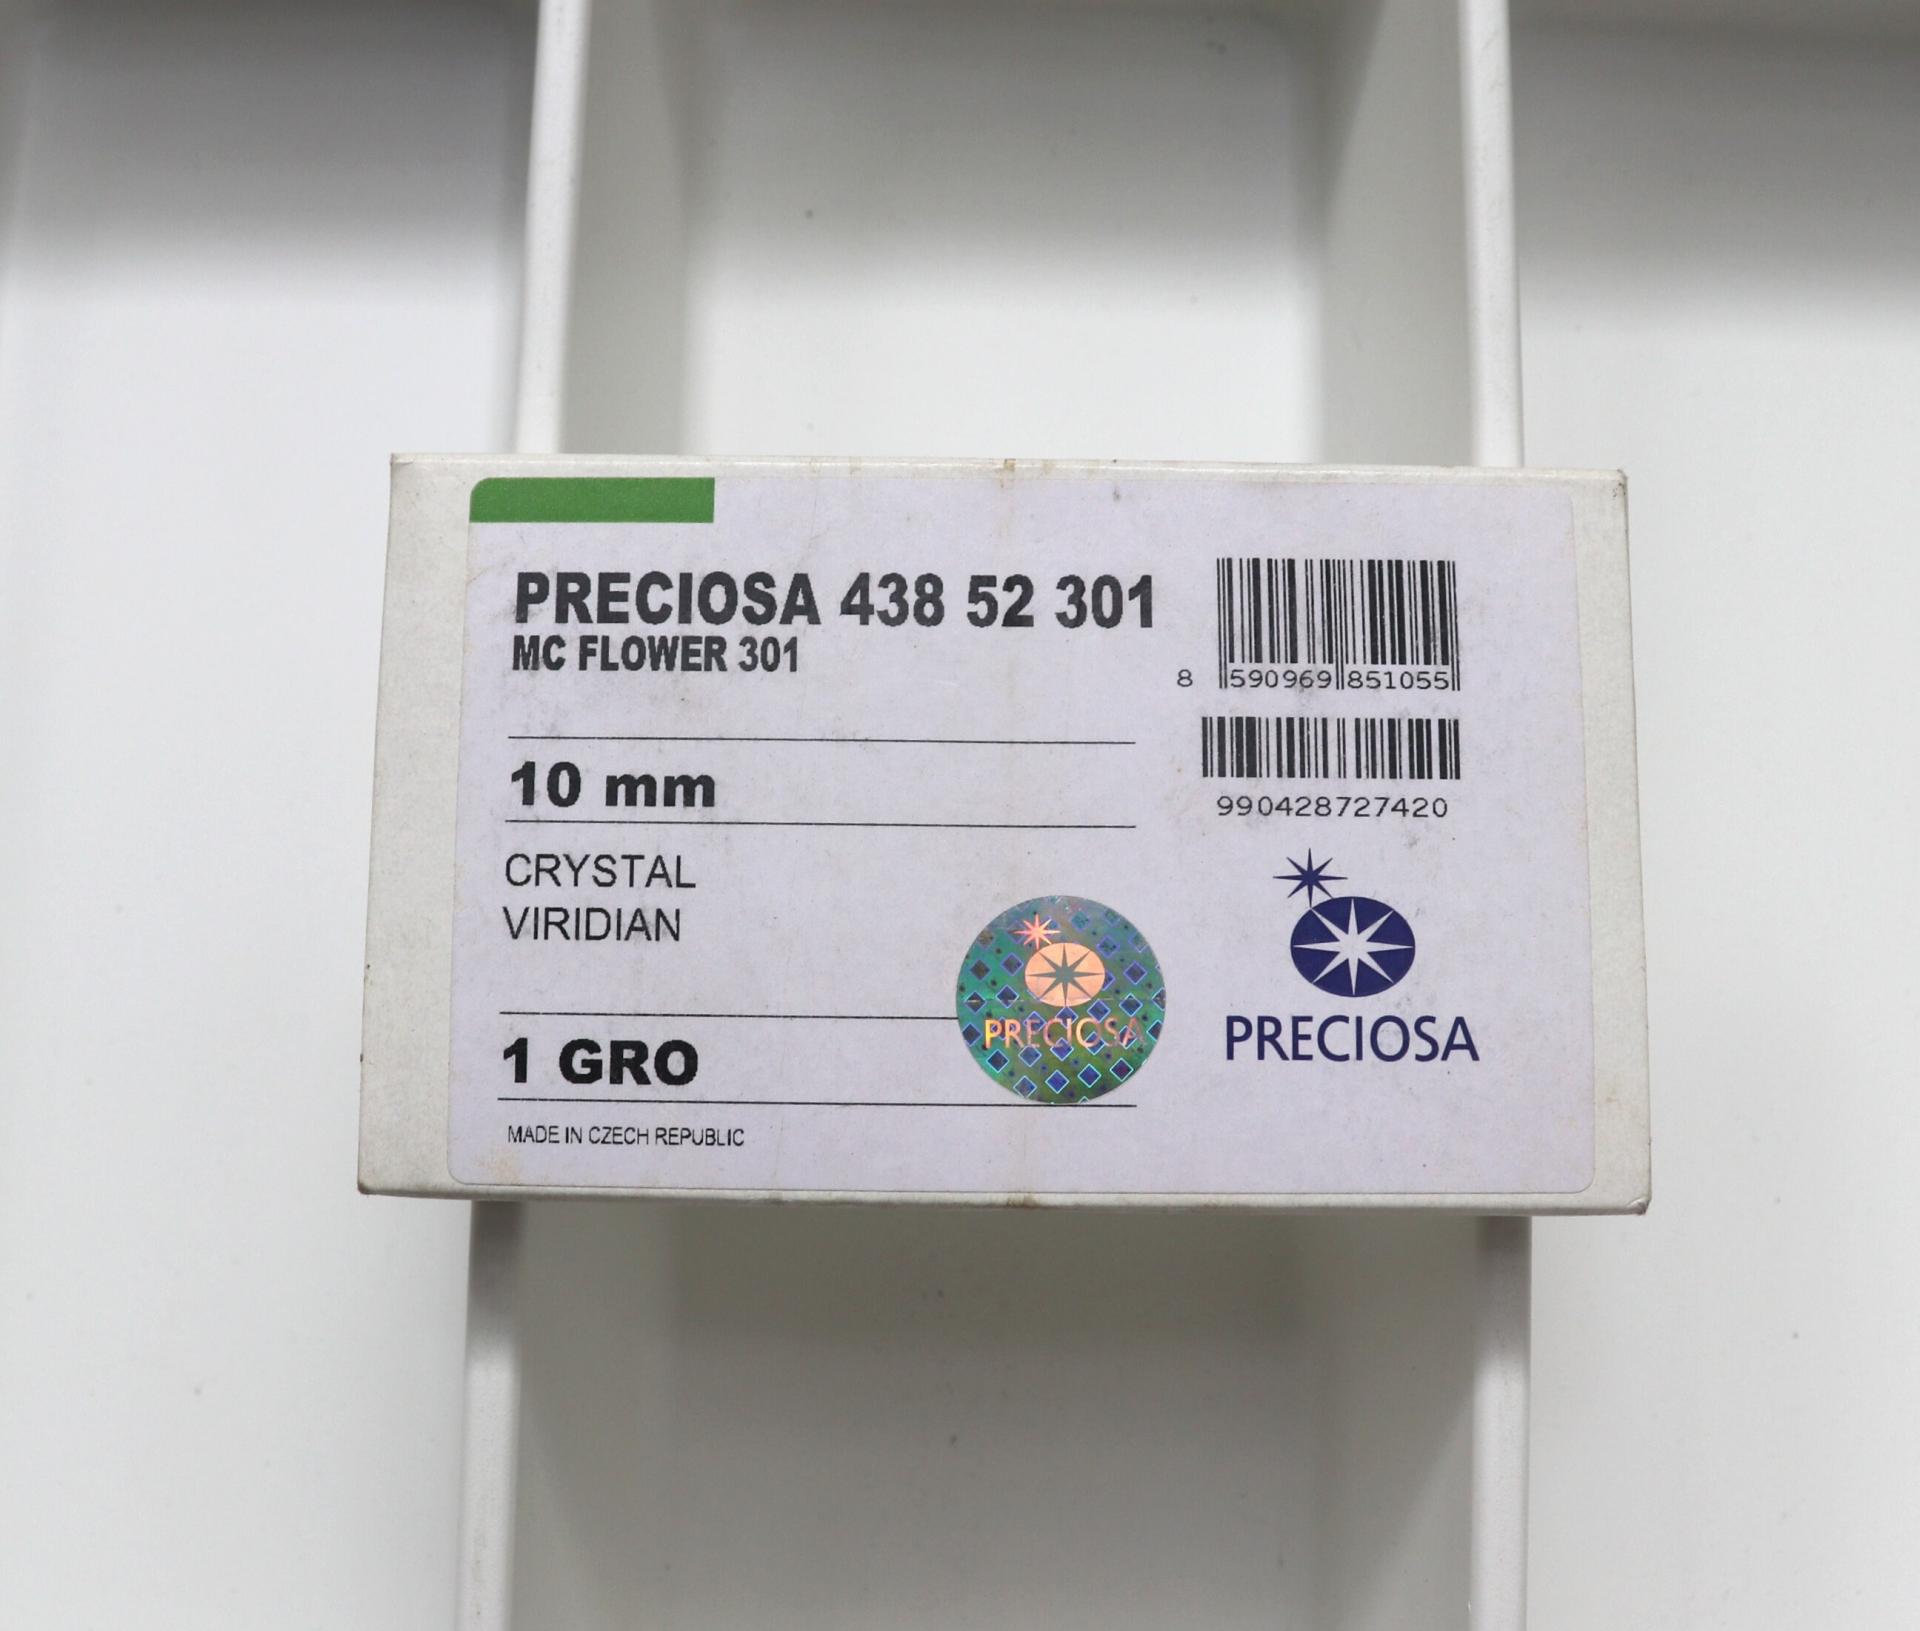 PRECIOSA 438 52 301
MC FLOWER 301
8 590969 851055
10 mm
990428727420
CRYSTAL
VIRIDIAN
PRECIOSA
PRECIOSA
1 GRO
MADE IN CZECH REPUBLIC